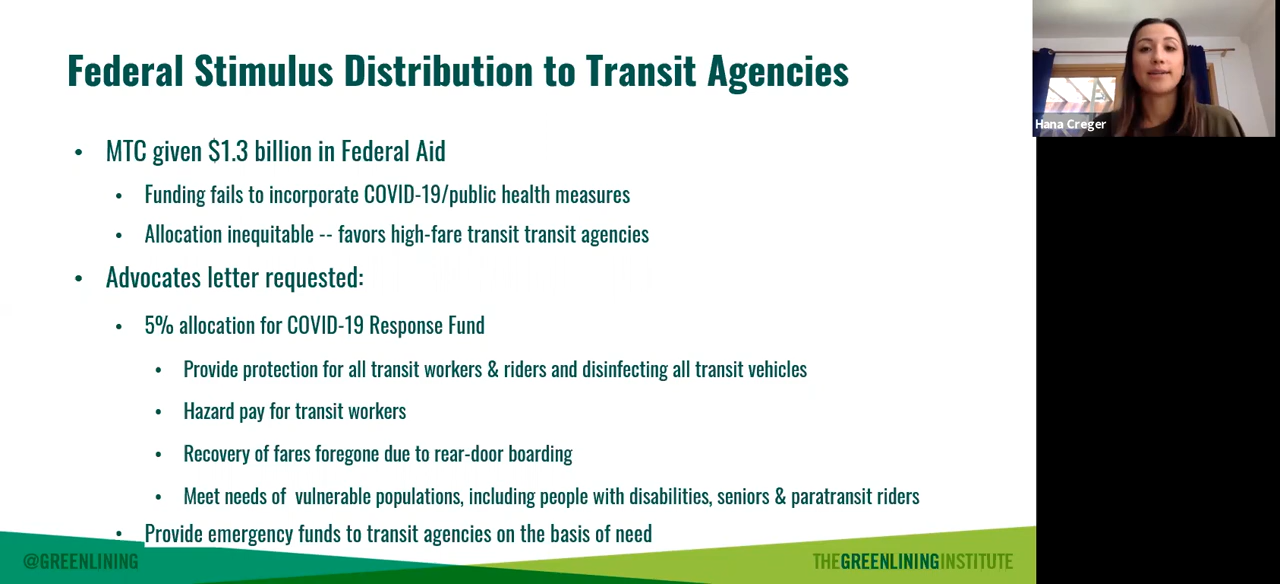 Federal Stimulus Distribution to Transit Agencies
Hana Creger
• MTC given $1.3 billion in Federal Aid
• Funding fails to incorporate COVID-19/public health measures
• Allocation inequitable -- favors high-fare transit transit agencies
• Advocates letter requested:
• 5% allocation for COVID-19 Response Fund
• Provide protection for all transit workers & riders and disinfecting all transit vehicles
• Hazard pay for transit workers
• Recovery of fares foregone due to rear-door boarding
• Meet needs of  vulnerable populations, including people with disabilities, seniors & paratransit riders
• Provide emergency funds to transit agencies on the basis of need
@GREENLINING
THEGREENLININGINSTITUTE